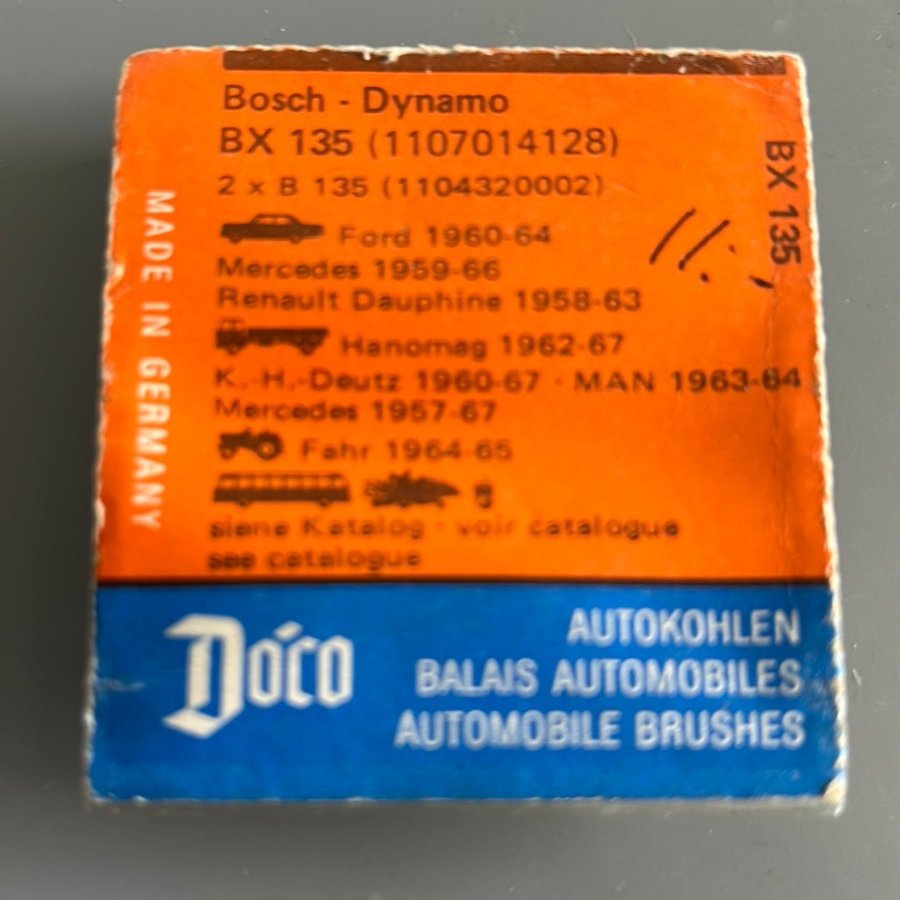 Bosch - Dynamo
BX 135 (1107014128)
2 x B 135 (1104320002)
Ford 1960-64
Mercedes 1959-66
Renault Dauphine 1958-63
Hanomag 1962-67
K.-H.-Deutz 1960-67 · MAN 1963-64
Mercedes 1957-67
Fahr 1964-65
siehe Katalog · voir catalogue
see catalogue
BX 135
MADE IN GERMANY
Dóco
AUTOKOHLEN
BALAIS AUTOMOBILES
AUTOMOBILE BRUSHES